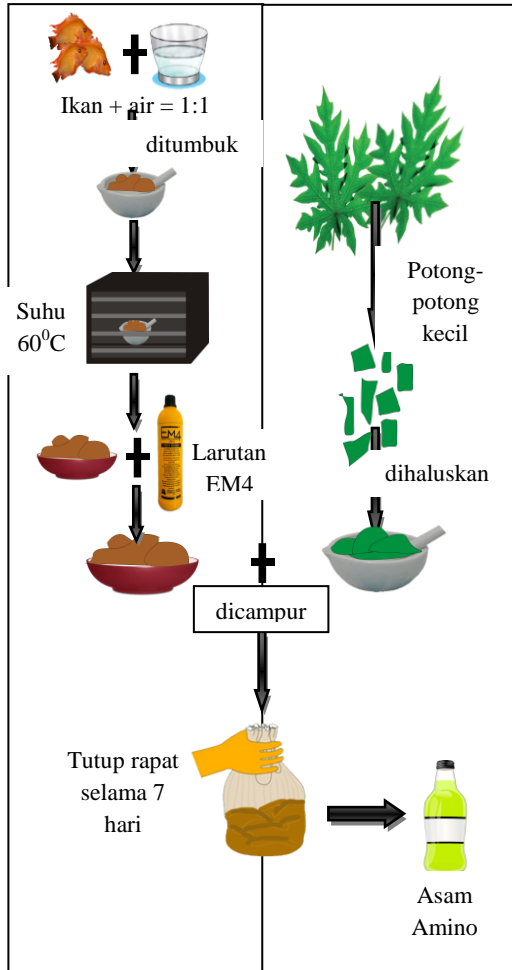 Ikan + air = 1:1
ditumbuk
Suhu
60⁰C
EM4
Larutan
EM4
Potong-
potong
kecil
dihaluskan
dicampur
Tutup rapat
selama 7
hari
Asam
Amino